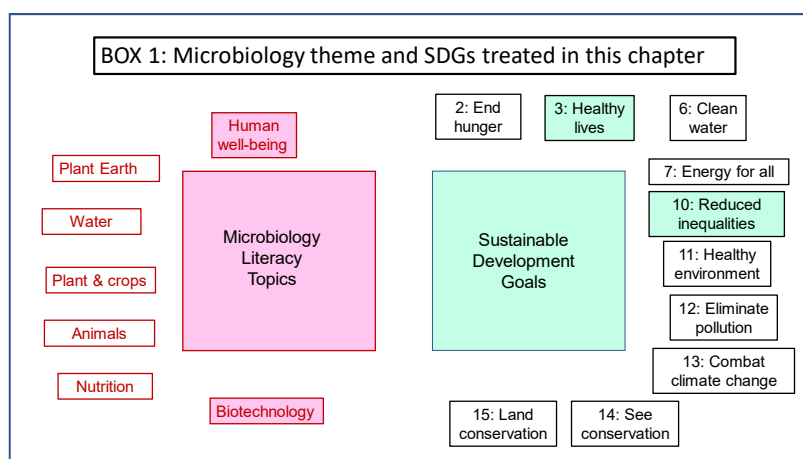 BOX 1: Microbiology theme and SDGs treated in this chapter
Human
well-being
Plant Earth
Water
Plant & crops
Animals
Nutrition
Biotechnology
Microbiology
Literacy
Topics
2: End
hunger
3: Healthy
lives
6: Clean
water
7: Energy for all
10: Reduced
inequalities
11: Healthy
environment
12: Eliminate
pollution
13: Combat
climate change
14: See
conservation
15: Land
conservation
Sustainable
Development
Goals